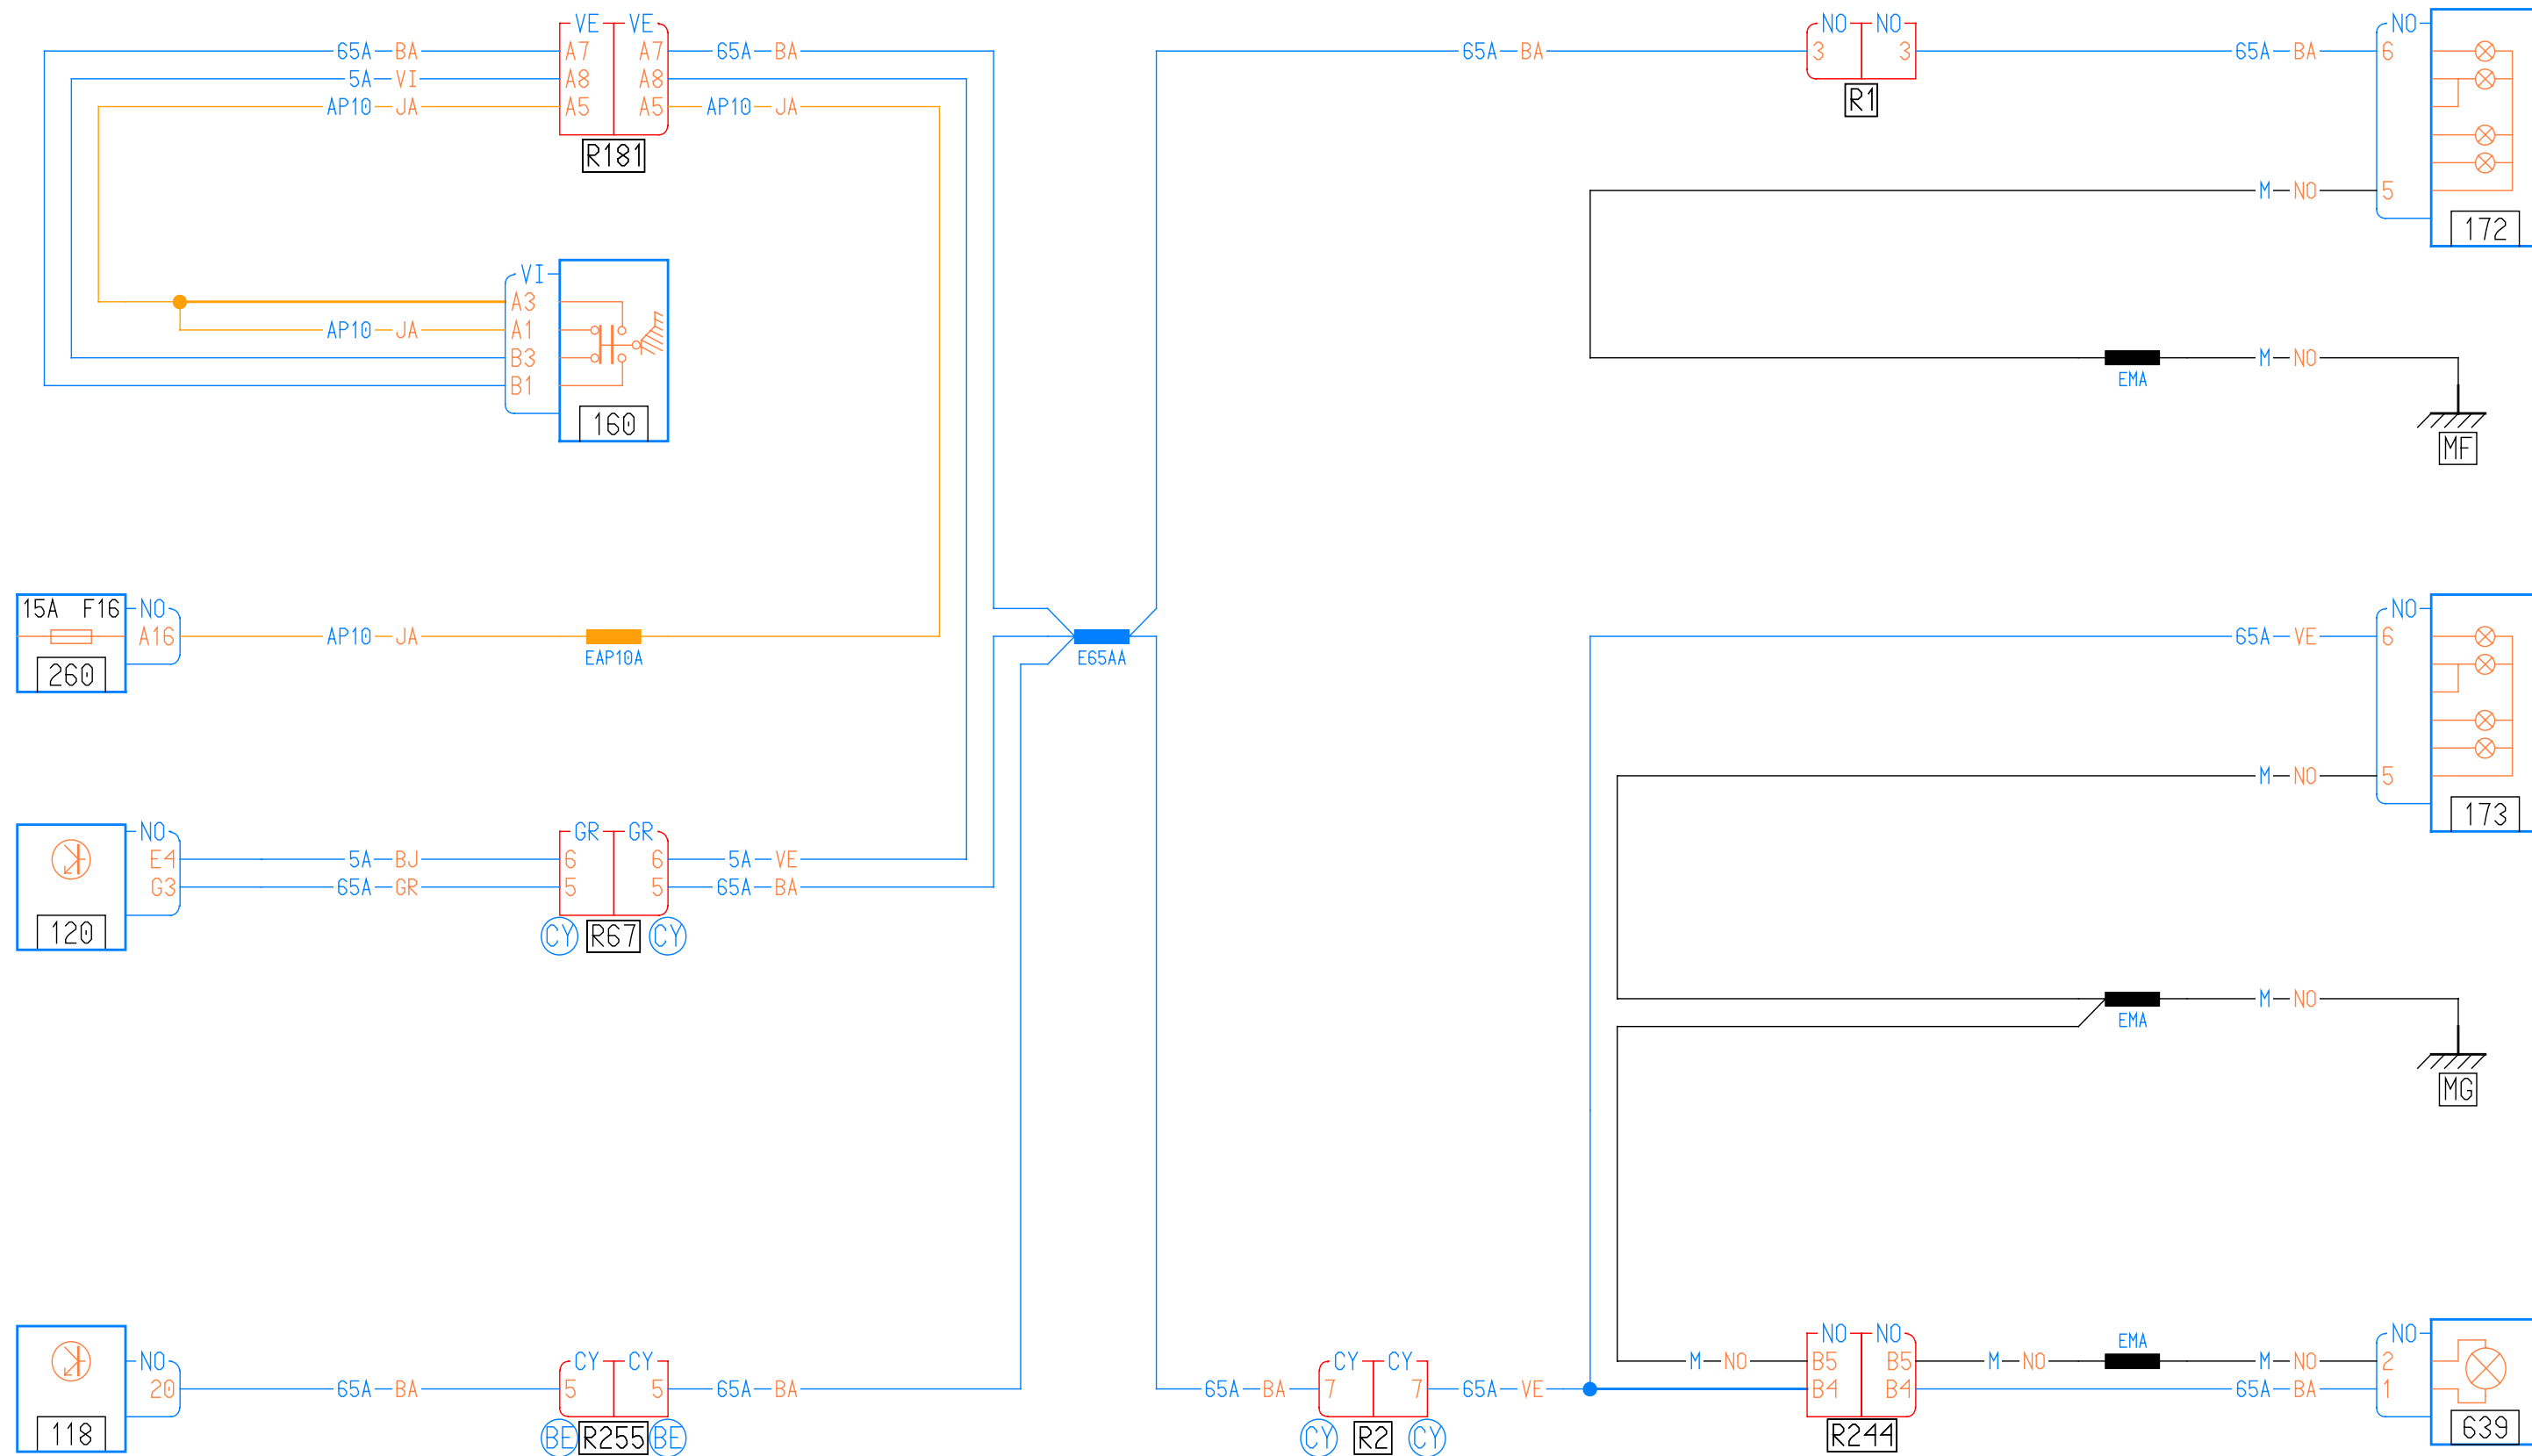 VE VE
NO NO
NO
65A BA A7 A7 65A BA
65A BA 3 3 65A BA 6
5A VI A8 A8
AP10 JA A5 A5 AP10 JA
R1
R181
M NO 5
172
VI
A3
AP10 JA A1
B3
M NO
EMA
B1
160
MF
15A F16 NO
NO
A16 AP10 JA
EAP10A
E65AA
65A VE 6
260
M NO 5
173
NO GR GR
E4 5A BJ 6 6 5A VE
G3 65A GR 5 5 65A BA
120
CY R67 CY
M NO
EMA
MG
NO CY CY
CY CY
NO NO
EMA
NO
M NO B5 B5 M NO M NO 2
20 65A BA 5 5 65A BA
65A BA 7 7 65A VE B4 B4 65A BA 1
118
BE R255 BE
CY R2 CY
R244
639